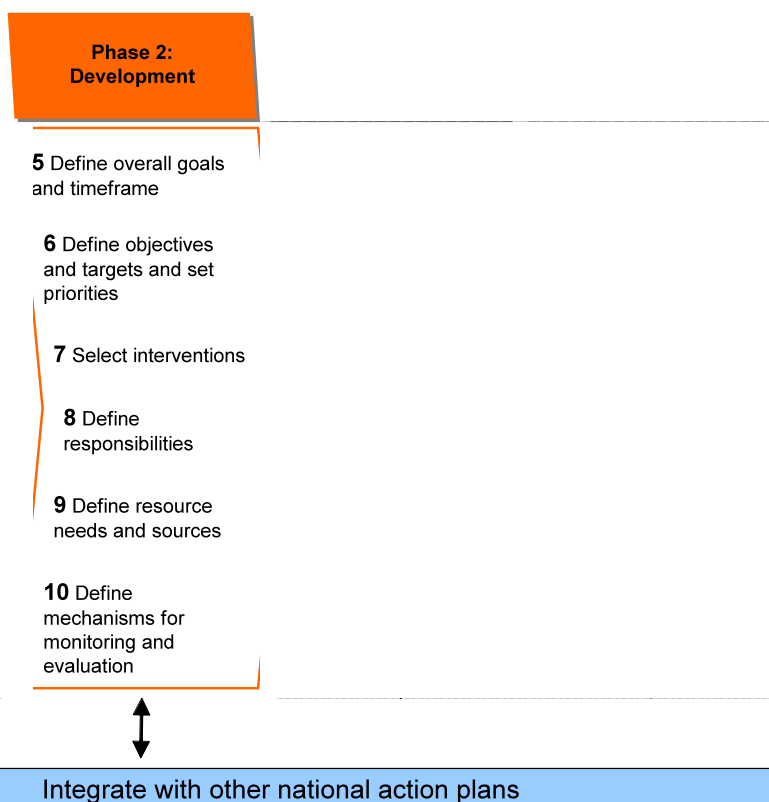 Phase 2:
Development
5 Define overall goals
and timeframe
6 Define objectives
and targets and set
priorities
7 Select interventions
8 Define
responsibilities
9 Define resource
needs and sources
10 Define
mechanisms for
monitoring and
evaluation
Integrate with other national action plans